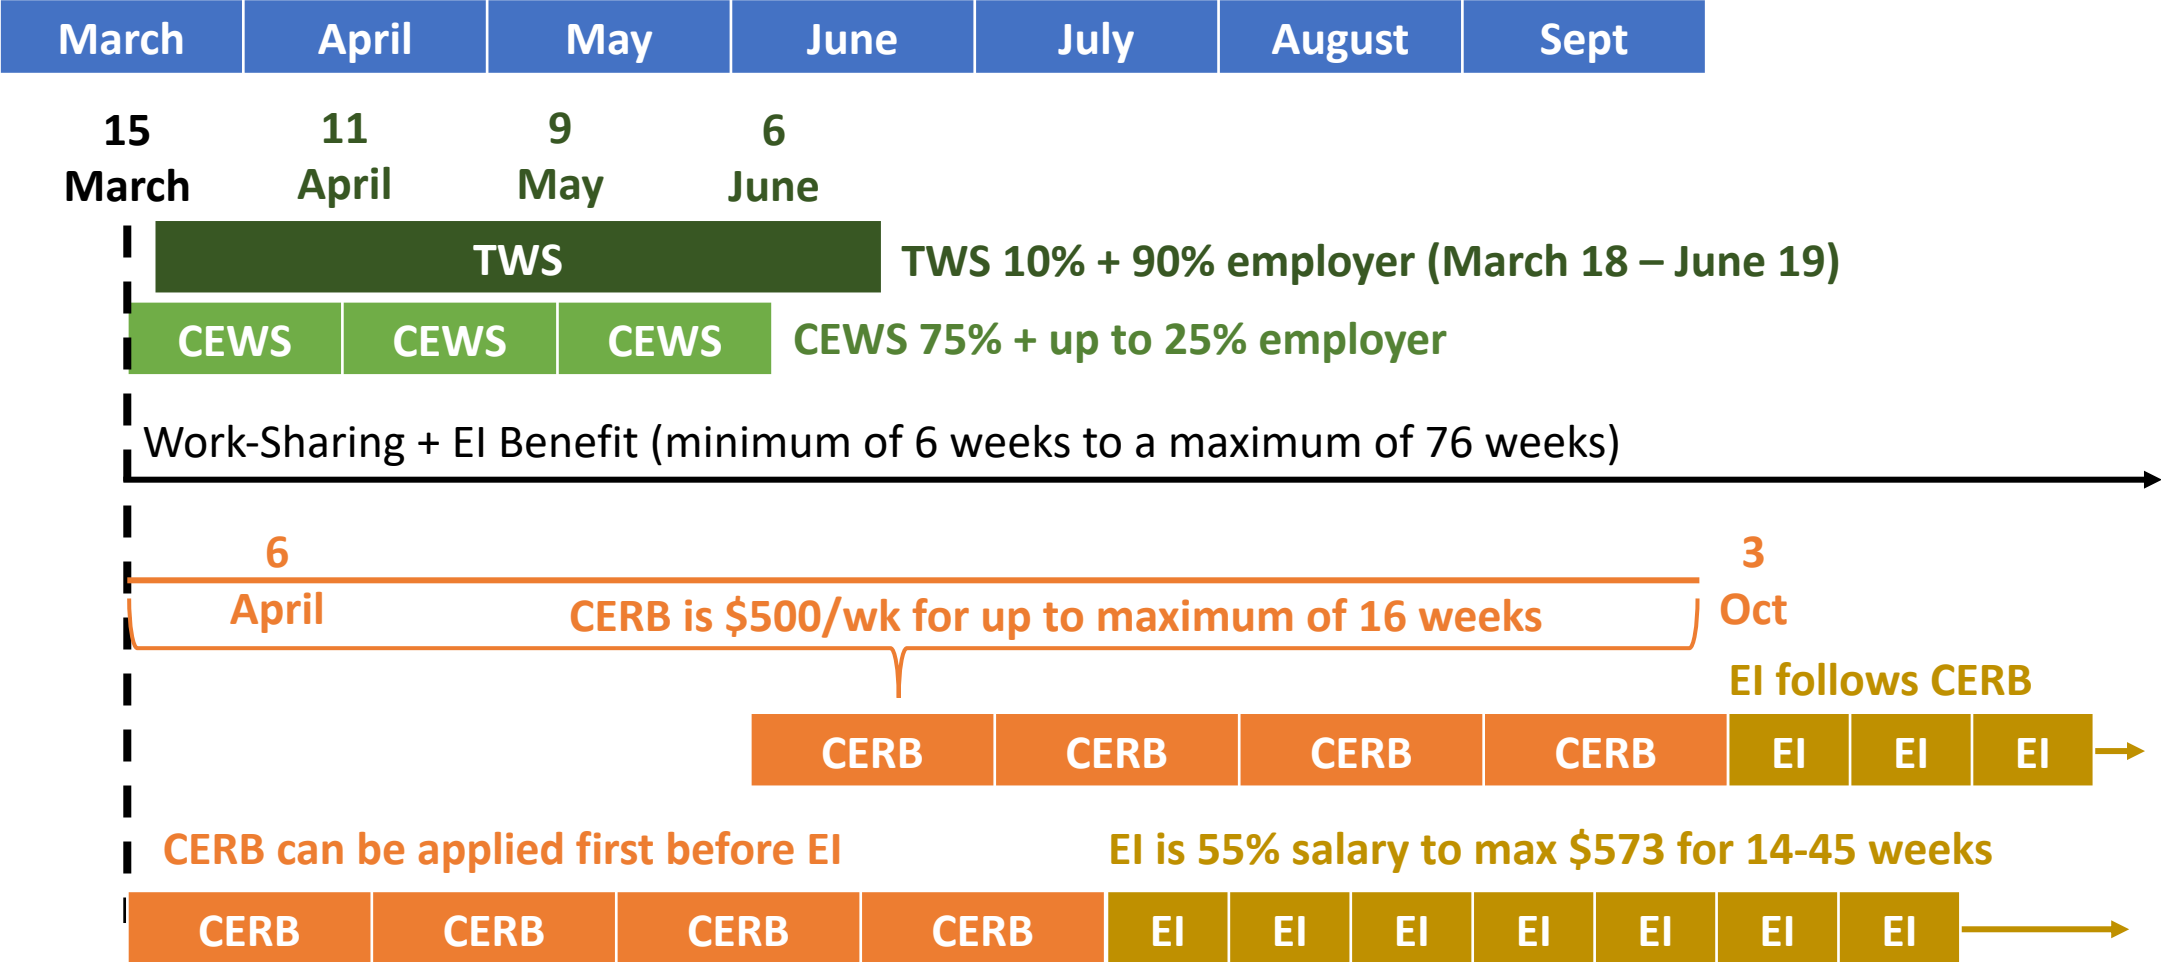 March April May June July August Sept
15 11 9 6
March April May June
TWS TWS 10% + 90% employer (March 18 – June 19)
CEWS CEWS CEWS CEWS 75% + up to 25% employer
Work-Sharing + EI Benefit (minimum of 6 weeks to a maximum of 76 weeks)
6 3
April CERB is $500/wk for up to maximum of 16 weeks Oct
EI follows CERB
CERB CERB CERB CERB EI EI EI
CERB can be applied first before EI EI is 55% salary to max $573 for 14-45 weeks
CERB CERB CERB CERB EI EI EI EI EI EI EI